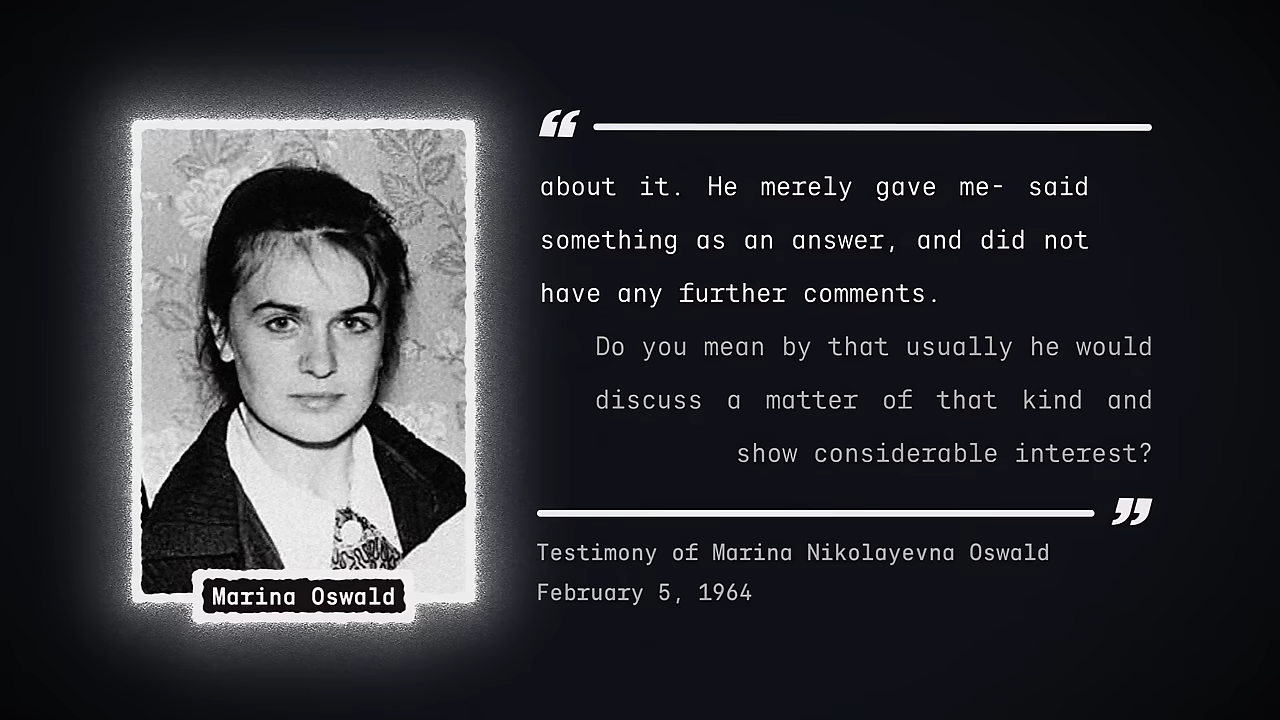 Marina Oswald
“
about it. He merely gave me- said
something as an answer, and did not
have any further comments.
Do you mean by that usually he would
discuss a matter of that kind and
show considerable interest?
”
Testimony of Marina Nikolayevna Oswald
February 5, 1964